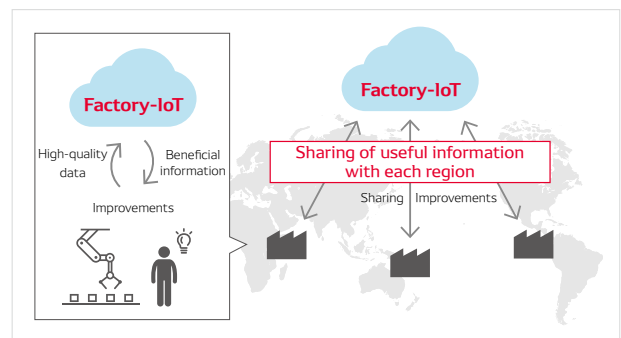 Factory-IoT
High-quality
data
Beneficial
information
Improvements
Factory-IoT
Sharing of useful information
with each region
Sharing
Improvements